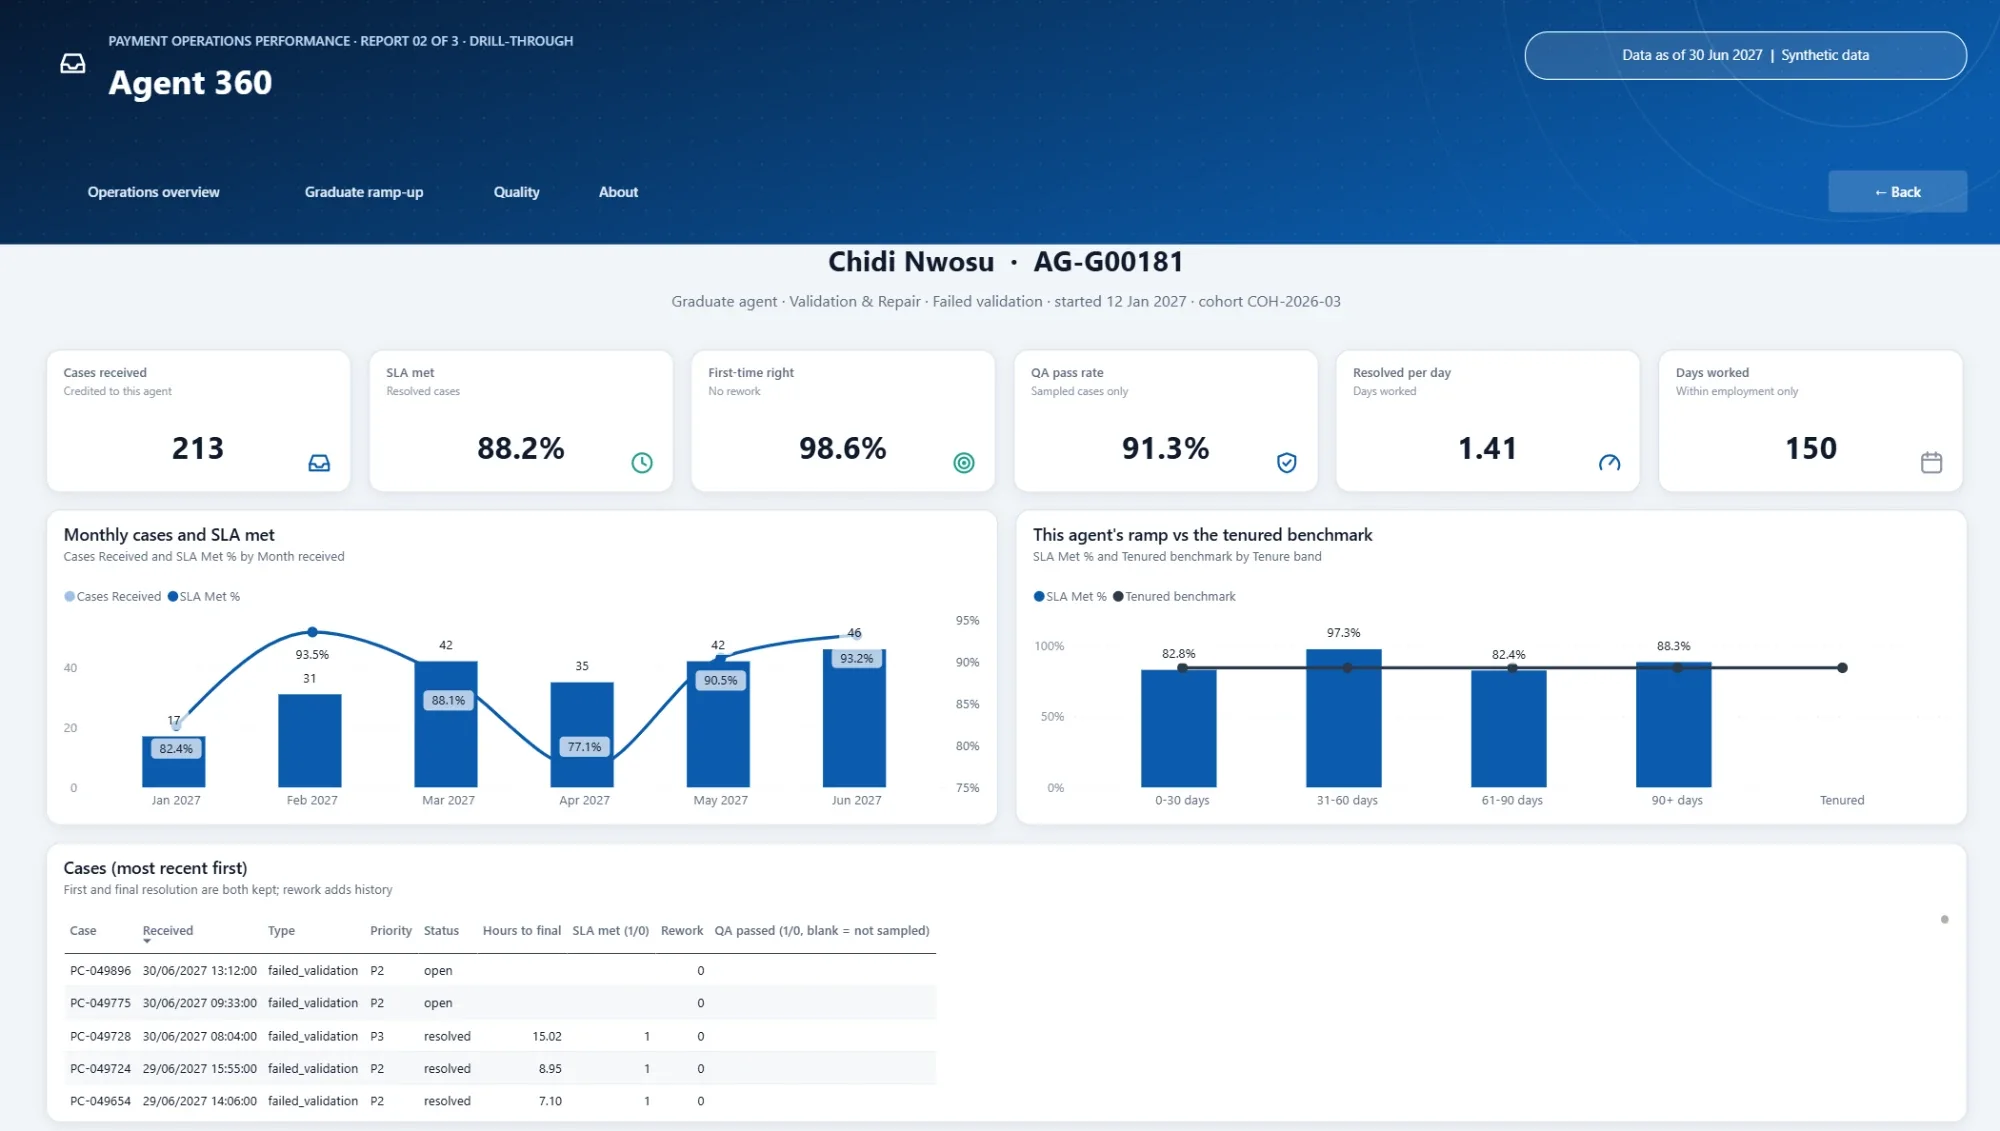 PAYMENT OPERATIONS PERFORMANCE · REPORT 02 OF 3 · DRILL-THROUGH
Agent 360
Data as of 30 Jun 2027 | Synthetic data
Operations overview
Graduate ramp-up
Quality
About
← Back
Chidi Nwosu · AG-G00181
Graduate agent · Validation & Repair · Failed validation · started 12 Jan 2027 · cohort COH-2026-03
Cases received
Credited to this agent
213
SLA met
Resolved cases
88.2%
First-time right
No rework
98.6%
QA pass rate
Sampled cases only
91.3%
Resolved per day
Days worked
1.41
Days worked
Within employment only
150
Monthly cases and SLA met
Cases Received and SLA Met % by Month received
Cases Received SLA Met %
40
20
0
17
82.4%
93.5%
31
42
88.1%
35
77.1%
42
90.5%
46
93.2%
95%
90%
85%
80%
75%
Jan 2027 Feb 2027 Mar 2027 Apr 2027 May 2027 Jun 2027
This agent's ramp vs the tenured benchmark
SLA Met % and Tenured benchmark by Tenure band
SLA Met % Tenured benchmark
100%
50%
0%
82.8%
97.3%
82.4%
88.3%
0-30 days 31-60 days 61-90 days 90+ days Tenured
Cases (most recent first)
First and final resolution are both kept; rework adds history
Case Received Type Priority Status Hours to final SLA met (1/0) Rework QA passed (1/0, blank = not sampled)
PC-049896 30/06/2027 13:12:00 failed_validation P2 open 0
PC-049775 30/06/2027 09:33:00 failed_validation P2 open 0
PC-049728 30/06/2027 08:04:00 failed_validation P3 resolved 15.02 1 0
PC-049724 29/06/2027 15:55:00 failed_validation P2 resolved 8.95 1 0
PC-049654 29/06/2027 14:06:00 failed_validation P2 resolved 7.10 1 0